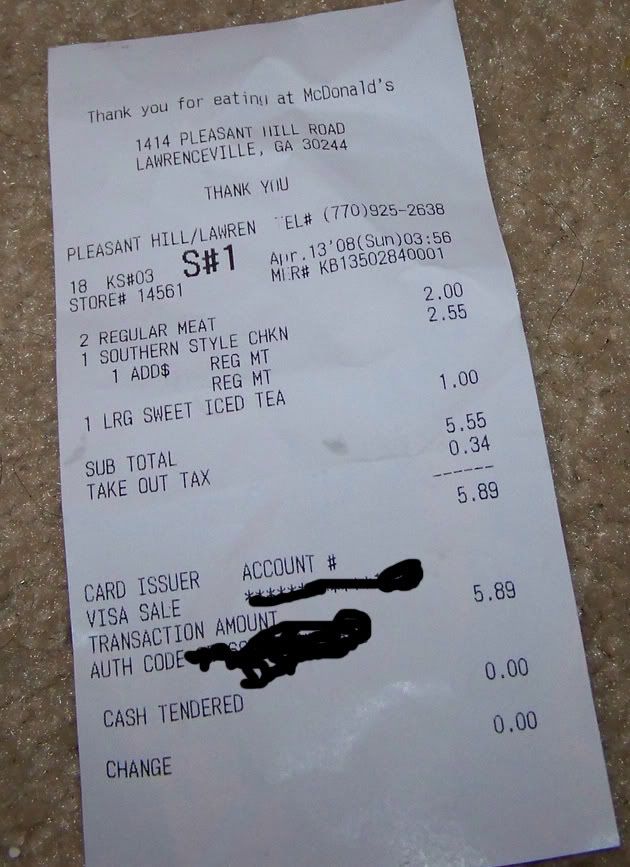 Thank you for eating at McDonald's
1414 PLEASANT HILL ROAD
LAWRENCEVILLE, GA 30244
THANK YOU
PLEASANT HILL/LAWREN TEL# (770)925-2638
18 KS#03 S#1 Apr.13'08(Sun)03:56
STORE# 14561 MER# KB13502840001
2 REGULAR MEAT 2.00
1 SOUTHERN STYLE CHKN 2.55
1 ADD$ REG MT
REG MT
1 LRG SWEET ICED TEA 1.00
SUB TOTAL 5.55
TAKE OUT TAX 0.34
------
5.89
CARD ISSUER ACCOUNT #
VISA SALE
TRANSACTION AMOUNT 5.89
AUTH CODE
CASH TENDERED 0.00
CHANGE 0.00